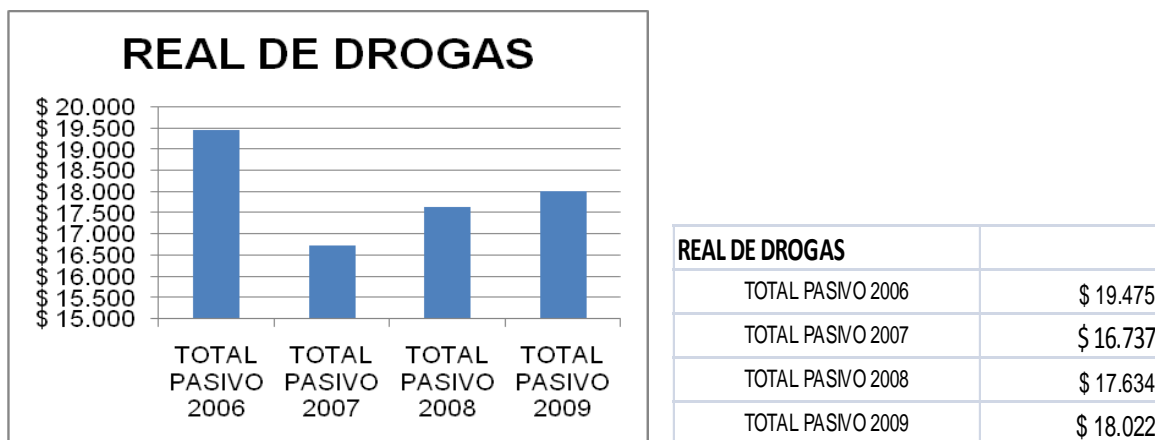 REAL DE DROGAS
$ 20.000
$ 19.500
$ 19.000
$ 18.500
$ 18.000
$ 17.500
$ 17.000
$ 16.500
$ 16.000
$ 15.500
$ 15.000
TOTAL PASIVO 2006
TOTAL PASIVO 2007
TOTAL PASIVO 2008
TOTAL PASIVO 2009
REAL DE DROGAS
TOTAL PASIVO 2006 $ 19.475
TOTAL PASIVO 2007 $ 16.737
TOTAL PASIVO 2008 $ 17.634
TOTAL PASIVO 2009 $ 18.022